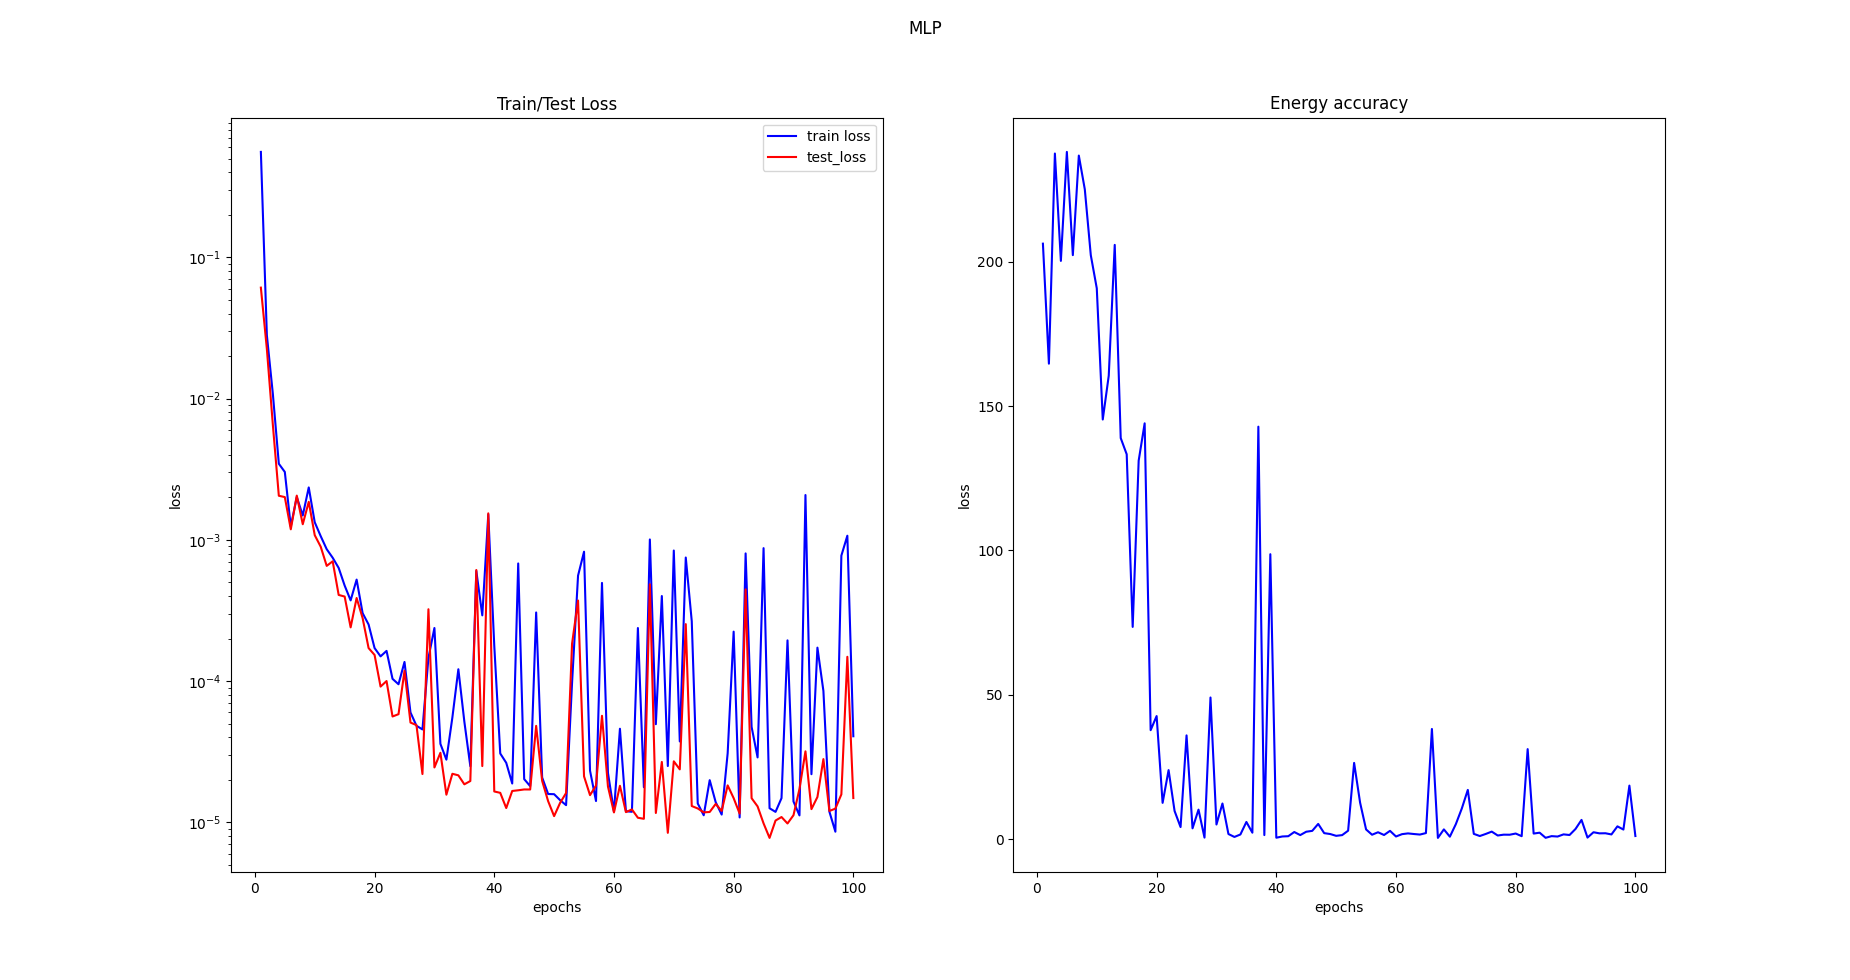 MLP
Train/Test Loss
train loss
test_loss
10⁻¹
10⁻²
10⁻³
10⁻⁴
10⁻⁵
loss
0 20 40 60 80 100
epochs
Energy accuracy
200
150
100
50
0
loss
0 20 40 60 80 100
epochs